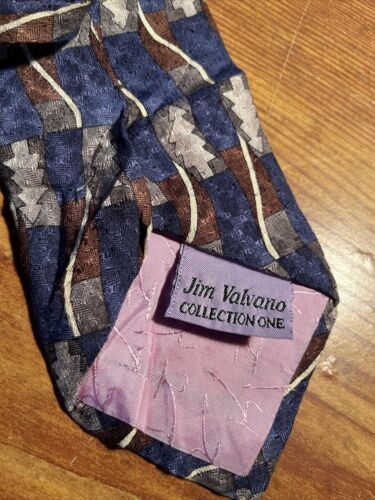 Jim Valvano
COLLECTION ONE.